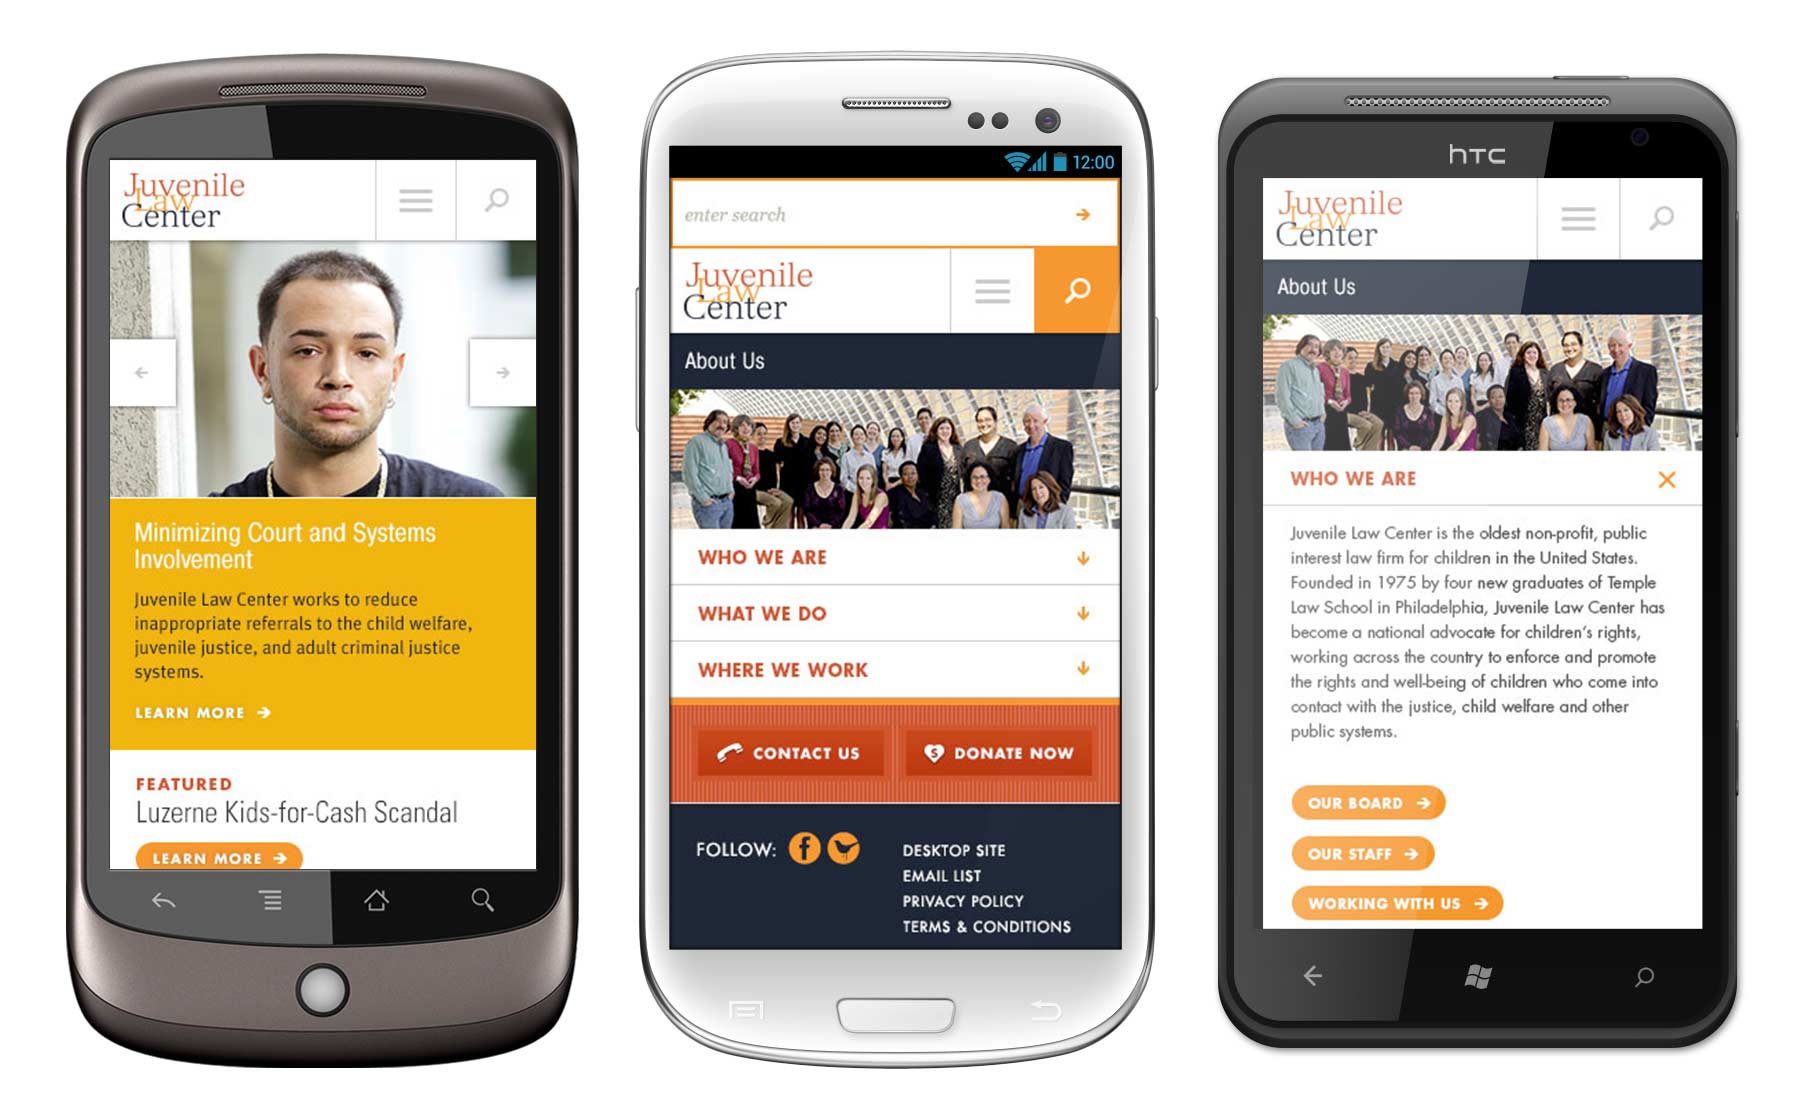 Juvenile
Law
Center
Minimizing Court and Systems
Involvement
Juvenile Law Center works to reduce
inappropriate referrals to the child welfare,
juvenile justice, and adult criminal justice
systems.
LEARN MORE
FEATURED
Luzerne Kids-for-Cash Scandal
LEARN MORE
12:00
enter search
Juvenile
Law
Center
About Us
WHO WE ARE
WHAT WE DO
WHERE WE WORK
CONTACT US
DONATE NOW
FOLLOW:
DESKTOP SITE
EMAIL LIST
PRIVACY POLICY
TERMS & CONDITIONS
hTC
Juvenile
Law
Center
About Us
WHO WE ARE
Juvenile Law Center is the oldest non-profit, public
interest law firm for children in the United States.
Founded in 1975 by four new graduates of Temple
Law School in Philadelphia, Juvenile Law Center has
become a national advocate for children's rights,
working across the country to enforce and promote
the rights and well-being of children who come into
contact with the justice, child welfare and other
public systems.
OUR BOARD
OUR STAFF
WORKING WITH US